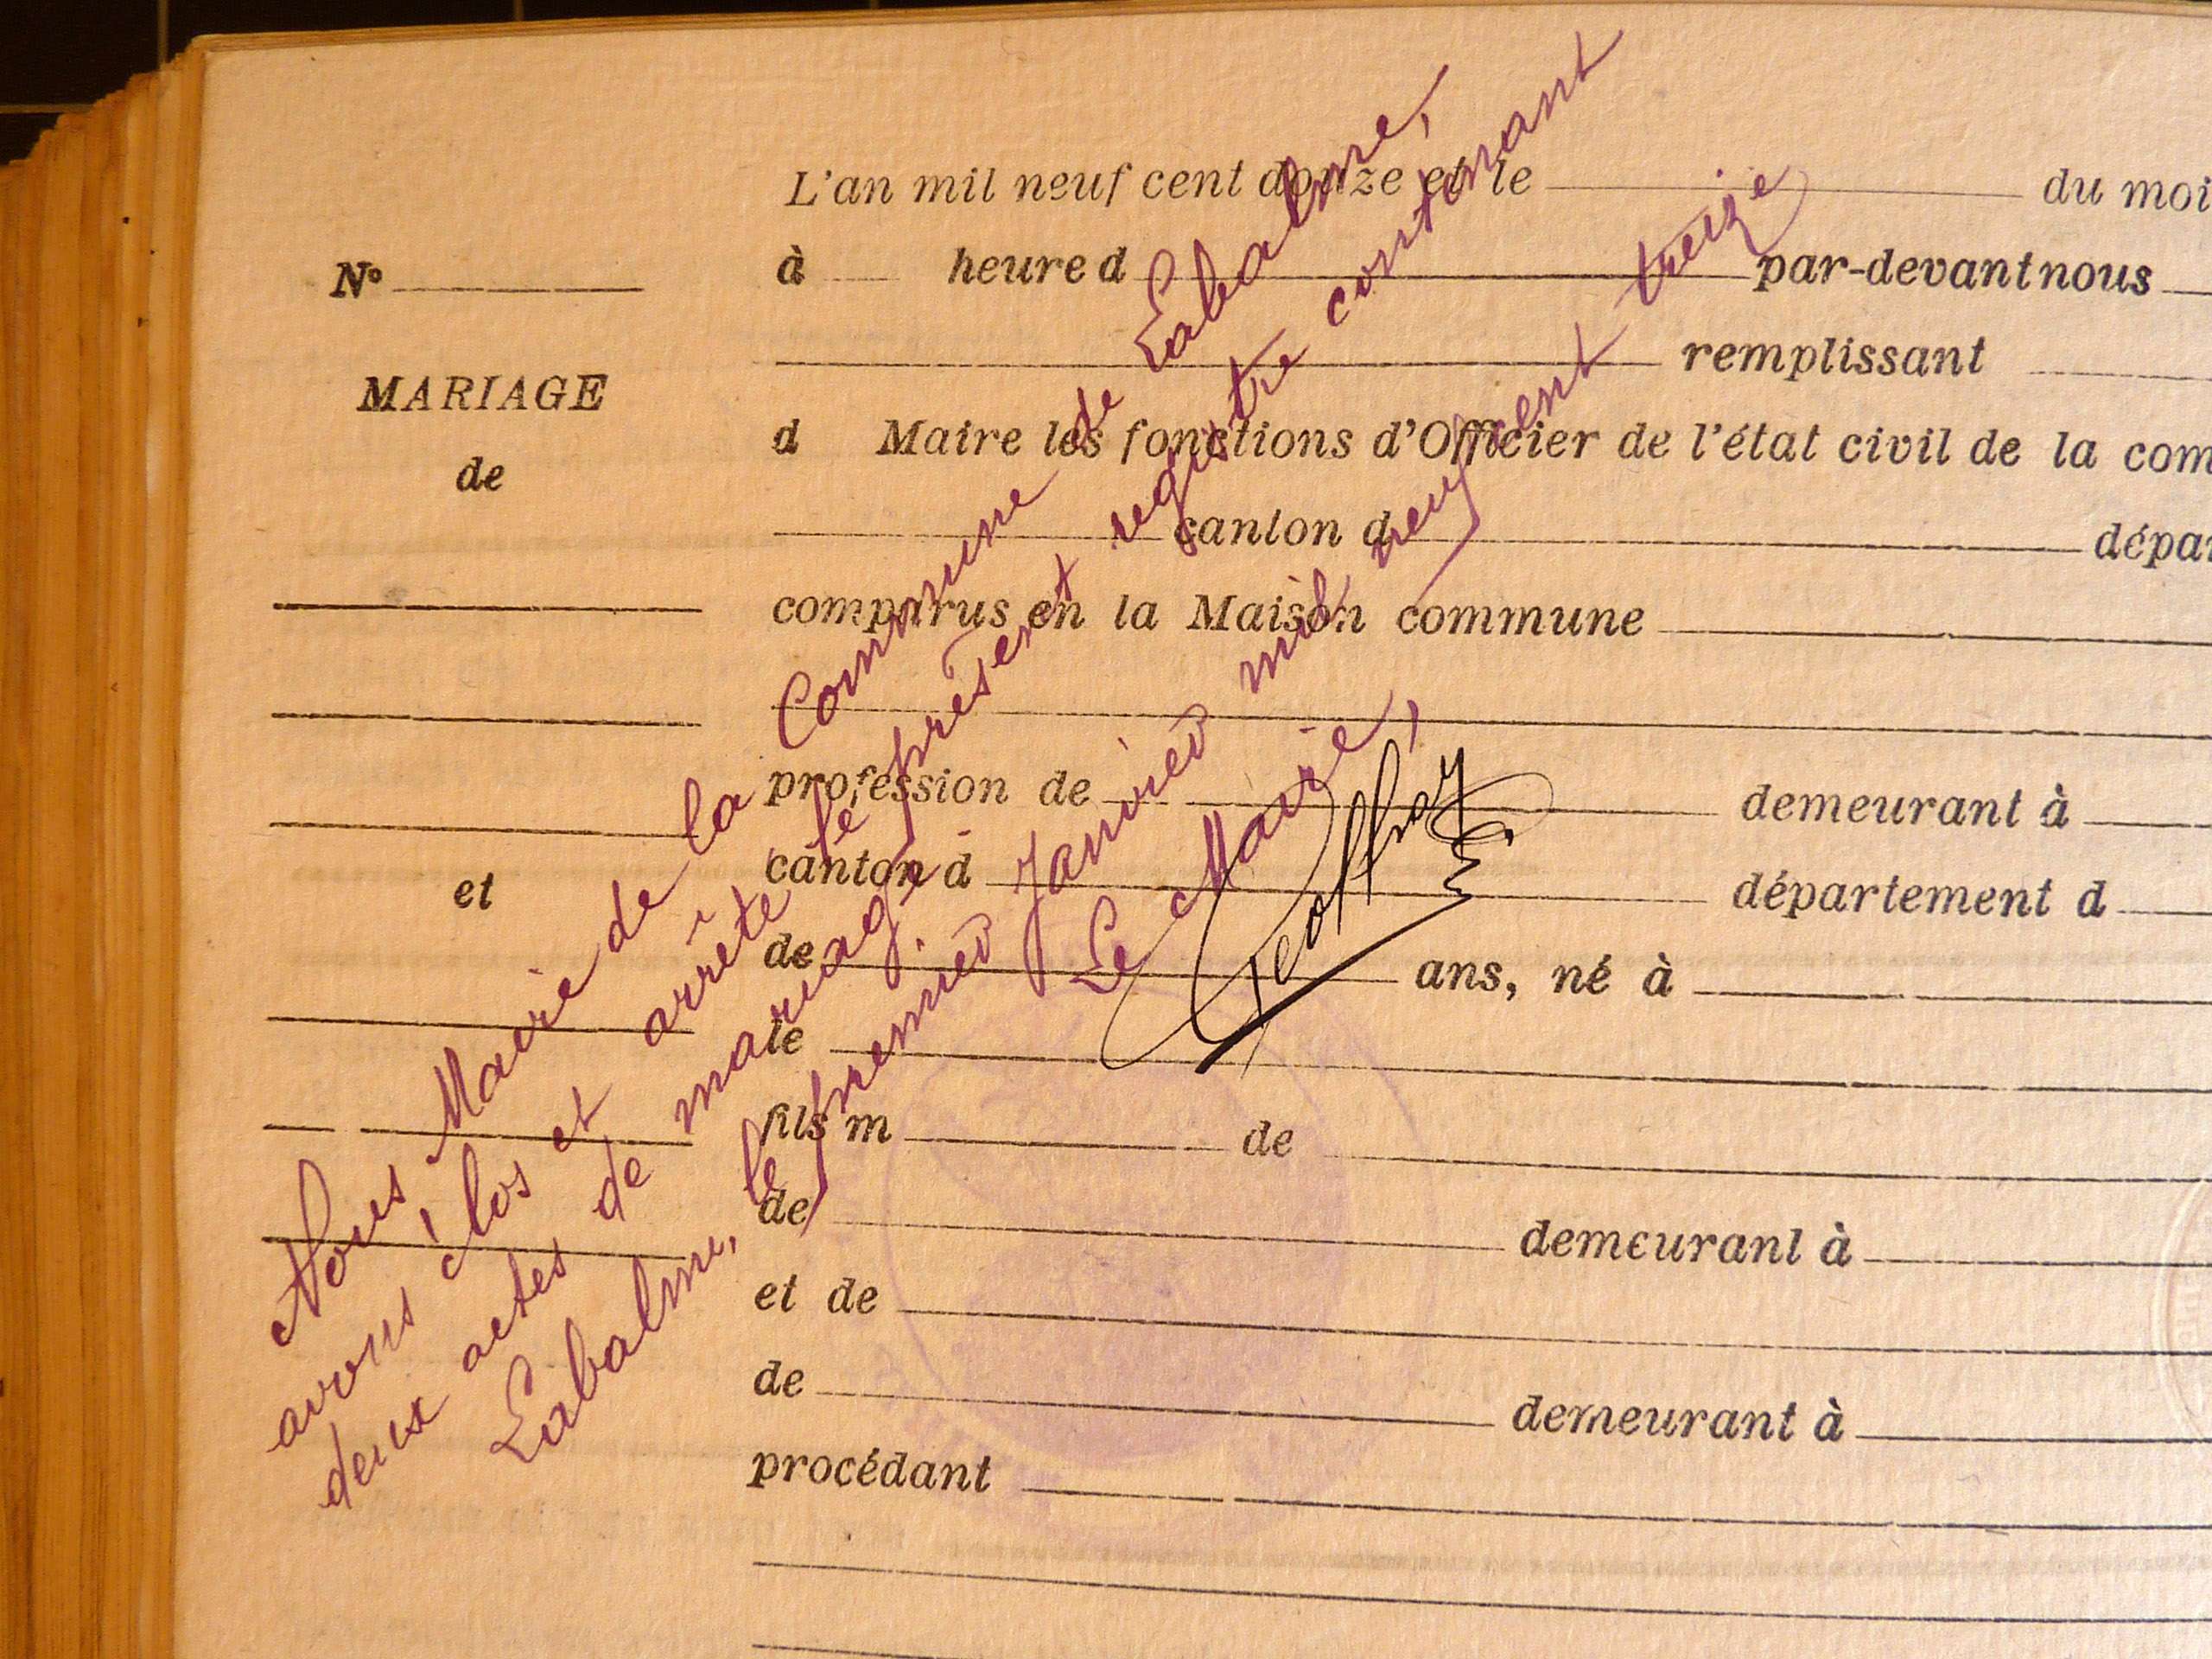 L'an mil neuf cent douze et le du moi
à heure d par-devant nous
remplissant
d Maire les fonctions d'Officier de l'état civil de la com
canton d dépar
comparus en la Maison commune
profession de demeurant à
canton d département d
de ans, né à
le
fils m de
de demeurant à
et de
de demeurant à
procédant
No
MARIAGE
de
et
Nous Maire de la Commune de Labalme,
avons clos et arrêté le présent registre contenant
deux actes de mariage.
Labalme, le premier Janvier mil neuf cent treize
Le Maire,
Geoffray